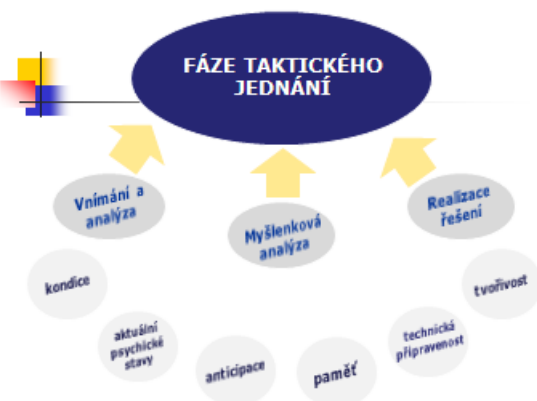 FÁZE TAKTICKÉHO
JEDNÁNÍ
Vnímání a
analýza
Myšlenková
analýza
Realizace
řešení
kondice
aktuální
psychické
stavy
anticipace
paměť
technická
připravenost
tvořivost